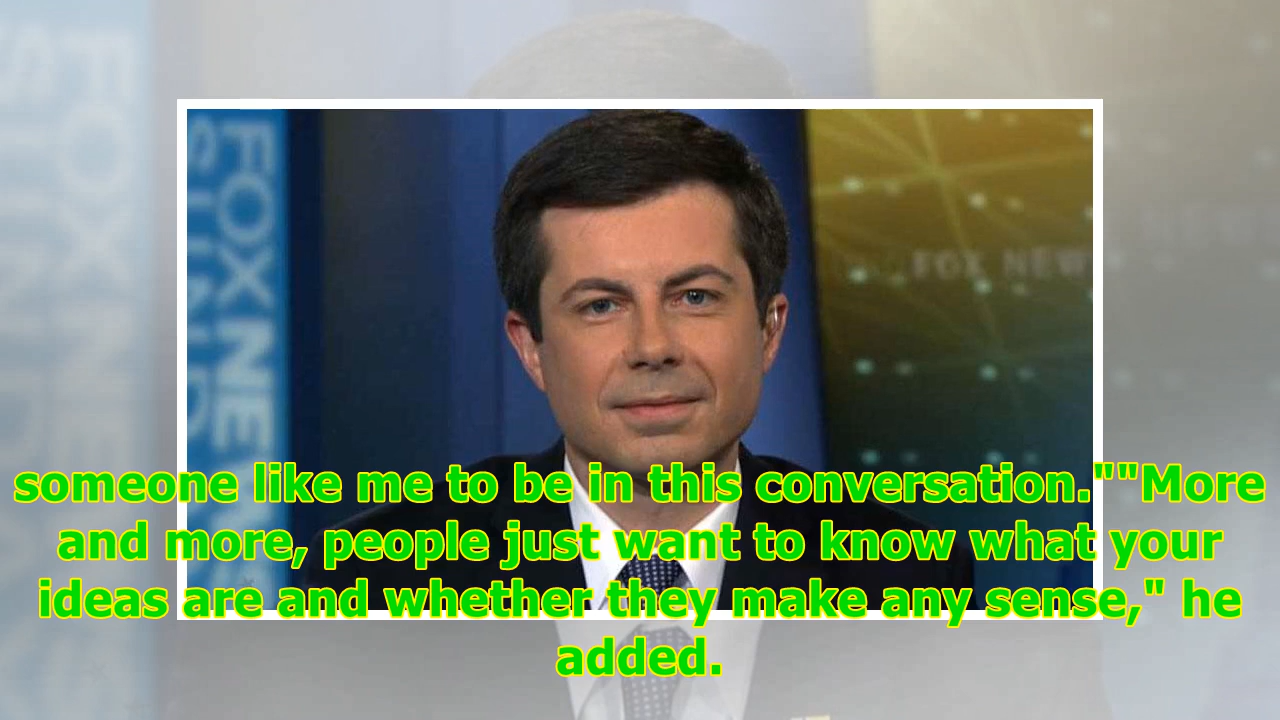 FOX NEWS
SUNDAY
FOX NEWS
someone like me to be in this conversation.""More
and more, people just want to know what your
ideas are and whether they make any sense," he
added.